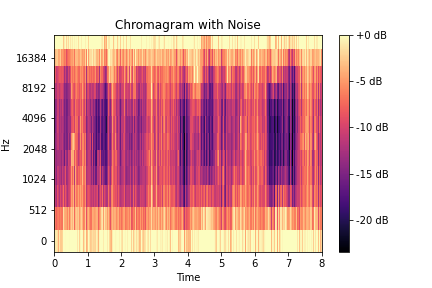 Chromagram with Noise
+0 dB
16384
-5 dB
8192
4096
-10 dB
Hz
2048
-15 dB
1024
512
-20 dB
0
0 1 2 3 4 5 6 7 8
Time